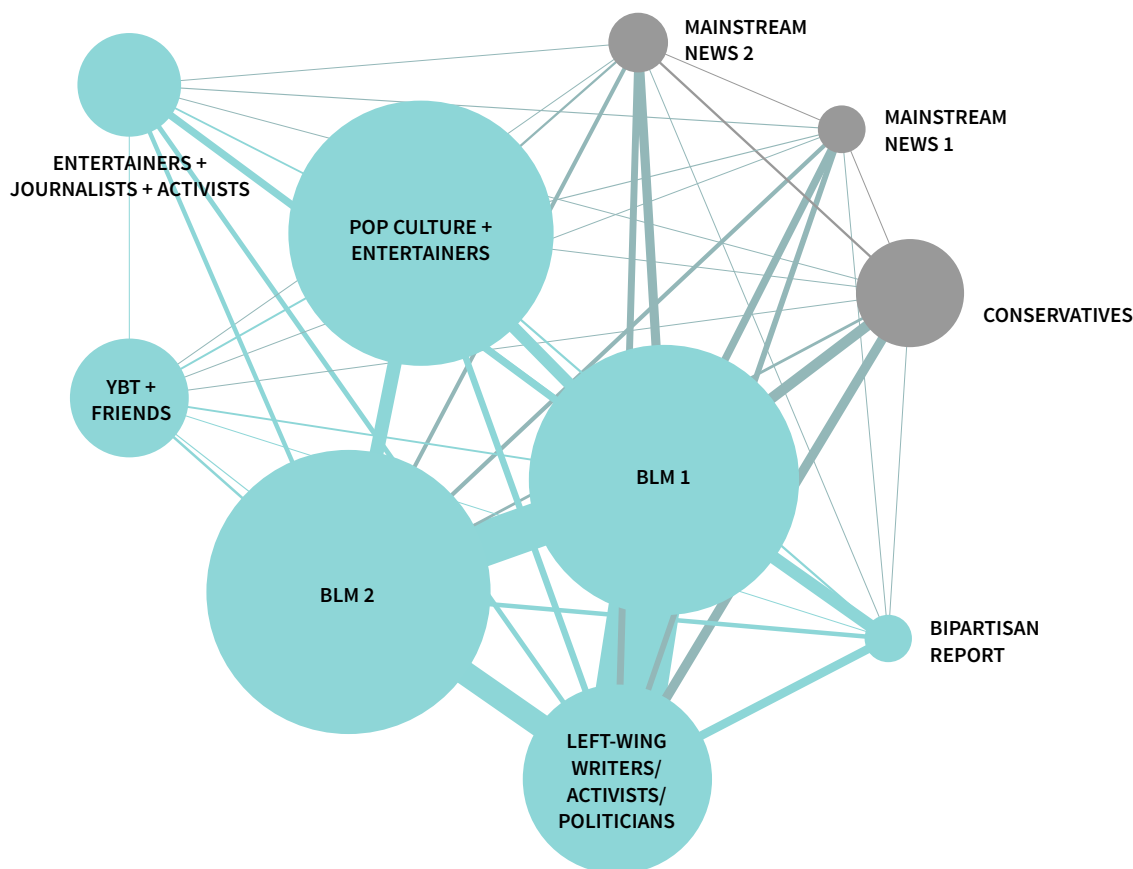 MAINSTREAM
NEWS 2
MAINSTREAM
NEWS 1
ENTERTAINERS +
JOURNALISTS + ACTIVISTS
POP CULTURE +
ENTERTAINERS
CONSERVATIVES
YBT +
FRIENDS
BLM 1
BLM 2
BIPARTISAN
REPORT
LEFT-WING
WRITERS/
ACTIVISTS/
POLITICIANS